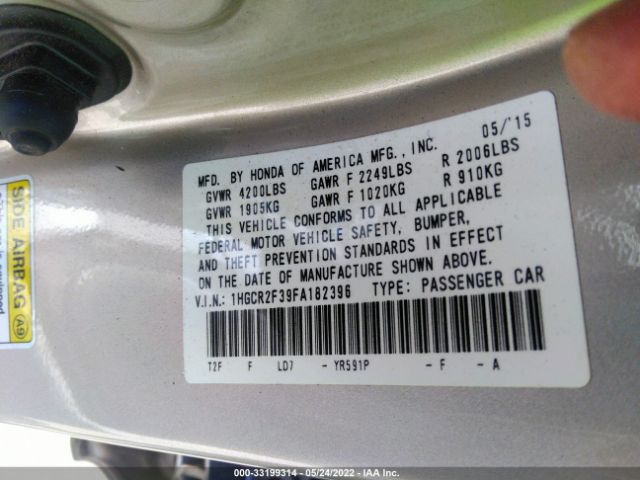 05/'15
MFD. BY HONDA OF AMERICA MFG., INC.
GVWR 4200LBS GAWR F 2249LBS R 2006LBS
GVWR 1905KG GAWR F 1020KG R 910KG
THIS VEHICLE CONFORMS TO ALL APPLICABLE
FEDERAL MOTOR VEHICLE SAFETY, BUMPER,
AND THEFT PREVENTION STANDARDS IN EFFECT
ON THE DATE OF MANUFACTURE SHOWN ABOVE.
V.I.N.: 1HGCR2F39FA182396 TYPE: PASSENGER CAR
T2F F LD7 - YR591P - F - A
SIDE AIRBAG A9
000-33199314 - 05/24/2022 - IAA Inc.